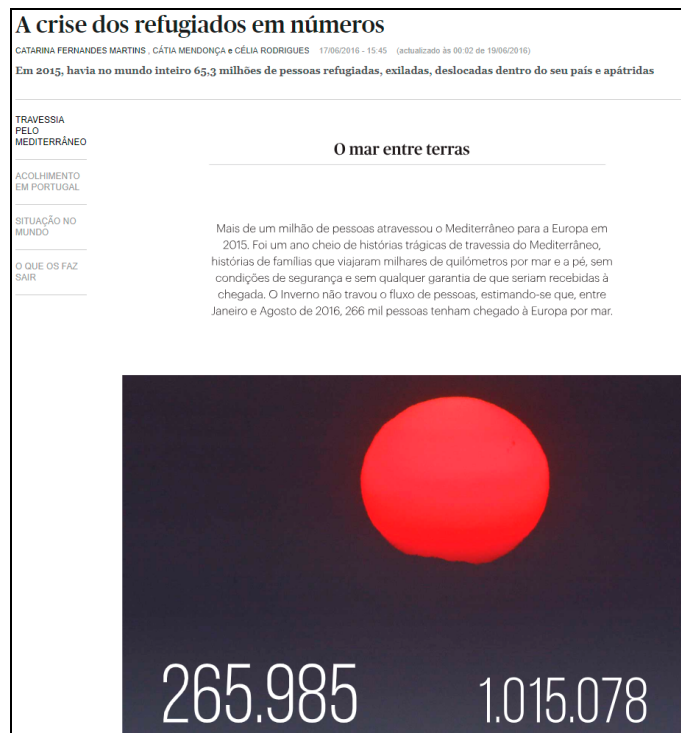 A crise dos refugiados em números
CATARINA FERNANDES MARTINS , CÁTIA MENDONÇA e CÉLIA RODRIGUES 17/06/2016 - 15:45 (actualizado às 00:02 de 19/06/2016)
Em 2015, havia no mundo inteiro 65,3 milhões de pessoas refugiadas, exiladas, deslocadas dentro do seu país e apátridas
TRAVESSIA
PELO
MEDITERRÂNEO
ACOLHIMENTO
EM PORTUGAL
SITUAÇÃO NO
MUNDO
O QUE OS FAZ
SAIR
O mar entre terras
Mais de um milhão de pessoas atravessou o Mediterrâneo para a Europa em
2015. Foi um ano cheio de histórias trágicas de travessia do Mediterrâneo,
histórias de famílias que viajaram milhares de quilómetros por mar e a pé, sem
condições de segurança e sem qualquer garantia de que seriam recebidas à
chegada. O Inverno não travou o fluxo de pessoas, estimando-se que, entre
Janeiro e Agosto de 2016, 266 mil pessoas tenham chegado à Europa por mar.
265.985 1.015.078